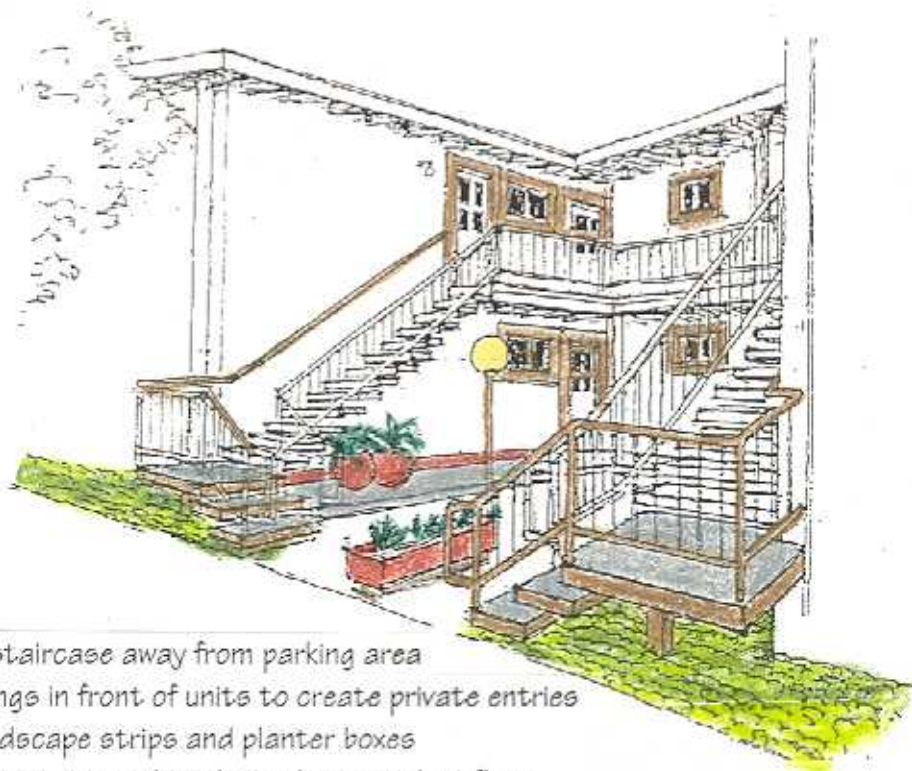 staircase away from parking area
ngs in front of units to create private entries
dscape strips and planter boxes